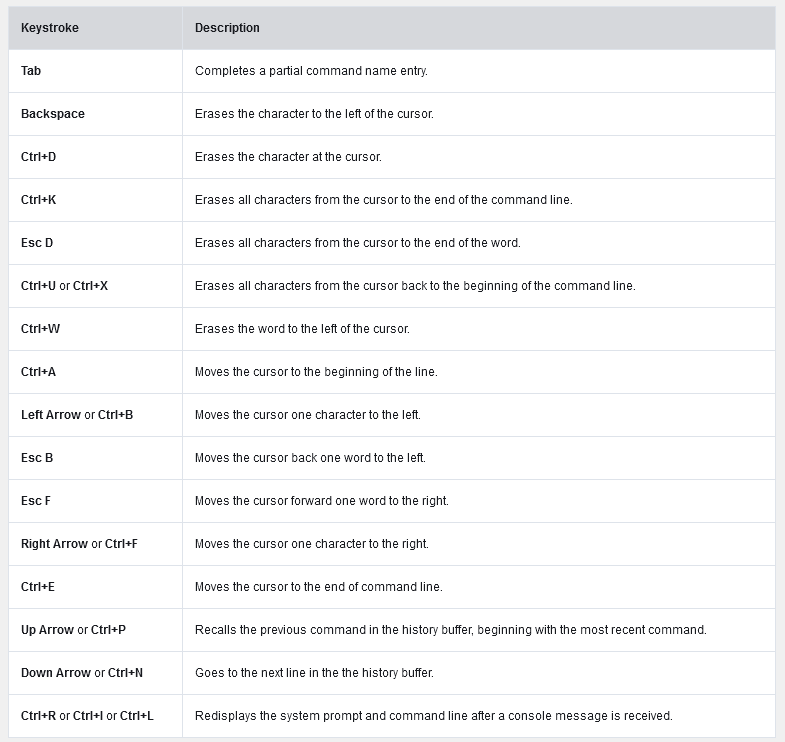 Keystroke Description
Tab Completes a partial command name entry.
Backspace Erases the character to the left of the cursor.
Ctrl+D Erases the character at the cursor.
Ctrl+K Erases all characters from the cursor to the end of the command line.
Esc D Erases all characters from the cursor to the end of the word.
Ctrl+U or Ctrl+X Erases all characters from the cursor back to the beginning of the command line.
Ctrl+W Erases the word to the left of the cursor.
Ctrl+A Moves the cursor to the beginning of the line.
Left Arrow or Ctrl+B Moves the cursor one character to the left.
Esc B Moves the cursor back one word to the left.
Esc F Moves the cursor forward one word to the right.
Right Arrow or Ctrl+F Moves the cursor one character to the right.
Ctrl+E Moves the cursor to the end of command line.
Up Arrow or Ctrl+P Recalls the previous command in the history buffer, beginning with the most recent command.
Down Arrow or Ctrl+N Goes to the next line in the the history buffer.
Ctrl+R or Ctrl+I or Ctrl+L Redisplays the system prompt and command line after a console message is received.